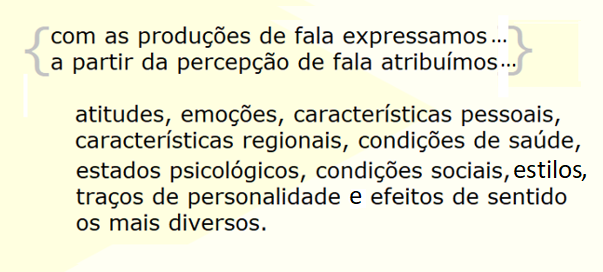 com as produções de fala expressamos...
a partir da percepção de fala atribuímos...
atitudes, emoções, características pessoais,
características regionais, condições de saúde,
estados psicológicos, condições sociais, estilos,
traços de personalidade e efeitos de sentido
os mais diversos.